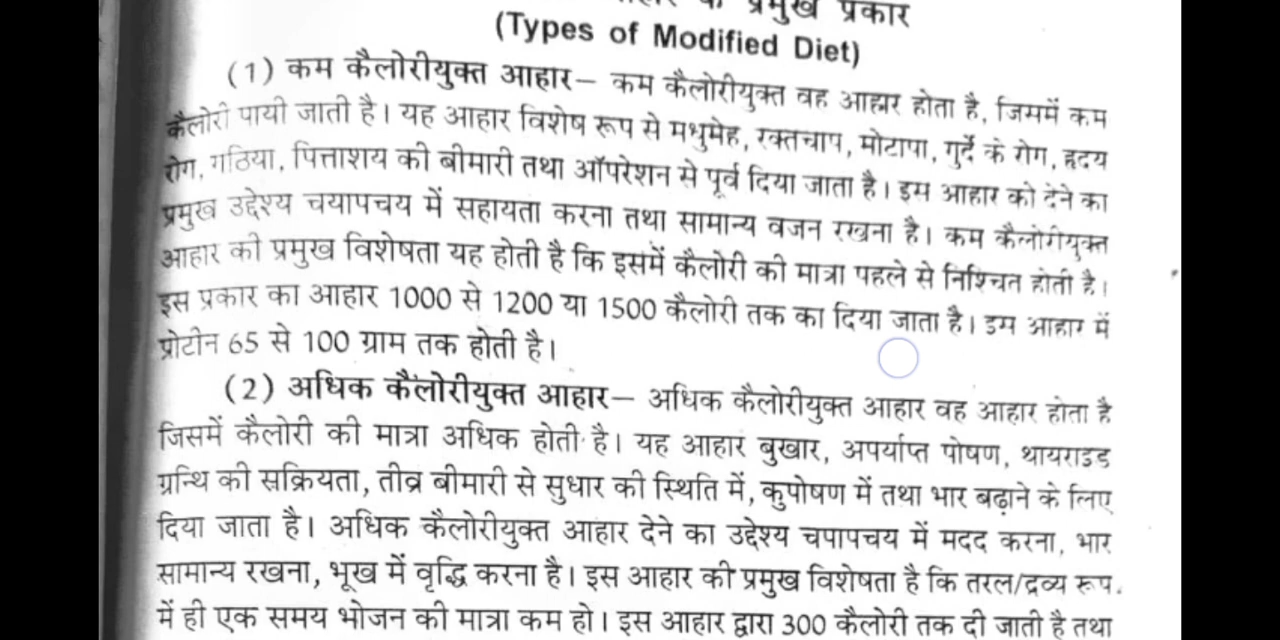 के प्रमुख प्रकार
(Types of Modified Diet)
(1) कम कैलोरीयुक्त आहार– कम कैलोरीयुक्त वह आहार होता है, जिसमें कम
कैलोरी पायी जाती है। यह आहार विशेष रूप से मधुमेह, रक्तचाप, मोटापा, गुर्दे के रोग, हृदय
रोग, गठिया, पित्ताशय की बीमारी तथा ऑपरेशन से पूर्व दिया जाता है। इस आहार को देने का
प्रमुख उद्देश्य चयापचय में सहायता करना तथा सामान्य वजन रखना है। कम कैलोरीयुक्त
आहार की प्रमुख विशेषता यह होती है कि इसमें कैलोरी की मात्रा पहले से निश्चित होती है।
इस प्रकार का आहार 1000 से 1200 या 1500 कैलोरी तक का दिया जाता है। इस आहार में
प्रोटीन 65 से 100 ग्राम तक होती है।
(2) अधिक कैलोरीयुक्त आहार– अधिक कैलोरीयुक्त आहार वह आहार होता है
जिसमें कैलोरी की मात्रा अधिक होती है। यह आहार बुखार, अपर्याप्त पोषण, थायराइड
ग्रन्थि की सक्रियता, तीव्र बीमारी से सुधार की स्थिति में, कुपोषण में तथा भार बढ़ाने के लिए
दिया जाता है। अधिक कैलोरीयुक्त आहार देने का उद्देश्य चपापचय में मदद करना, भार
सामान्य रखना, भूख में वृद्धि करना है। इस आहार की प्रमुख विशेषता है कि तरल/द्रव्य रूप
में ही एक समय भोजन की मात्रा कम हो। इस आहार द्वारा 300 कैलोरी तक दी जाती है तथा